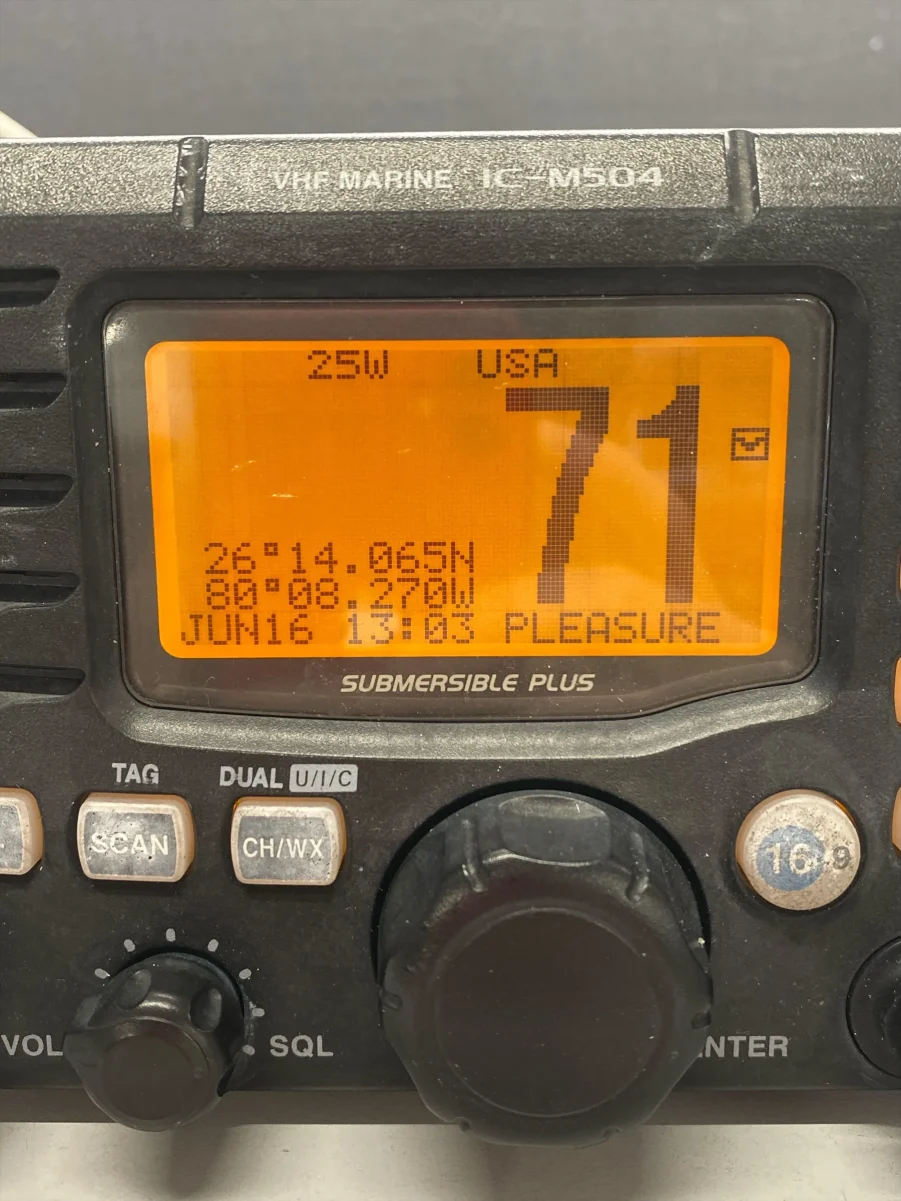 VHF MARINE IC-M504
25W USA
71
26°14.065N
80°08.270W
JUN16 13:03 PLEASURE
SUBMERSIBLE PLUS
TAG DUAL U/I/C
SCAN CH/WX 16 9
VOL SQL ENTER